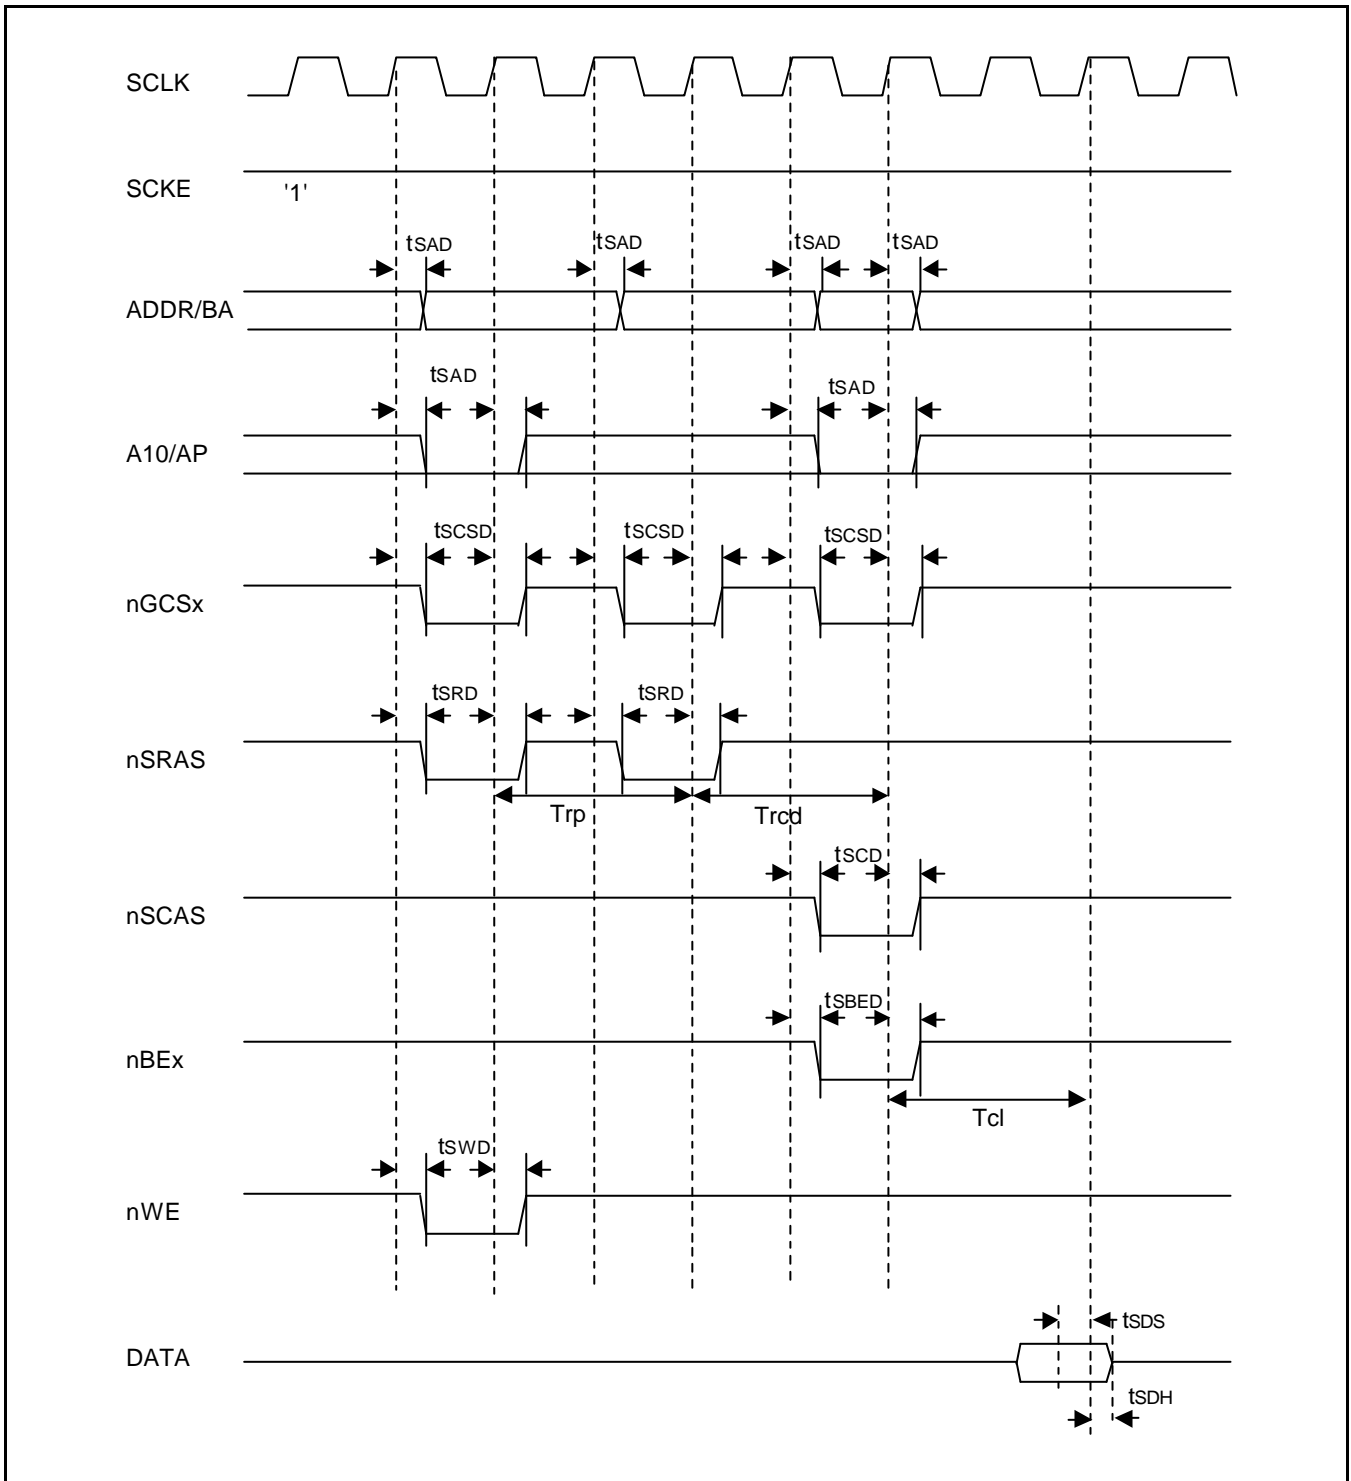 SCLK
SCKE
'1'
tSAD tSAD tSAD tSAD
ADDR/BA
tSAD tSAD
A10/AP
tSCSD tSCSD tSCSD
nGCSx
tSRD tSRD
nSRAS
Trp Trcd
tSCD
nSCAS
tSBED
nBEx
Tcl
tSWD
nWE
tSDS
DATA
tSDH